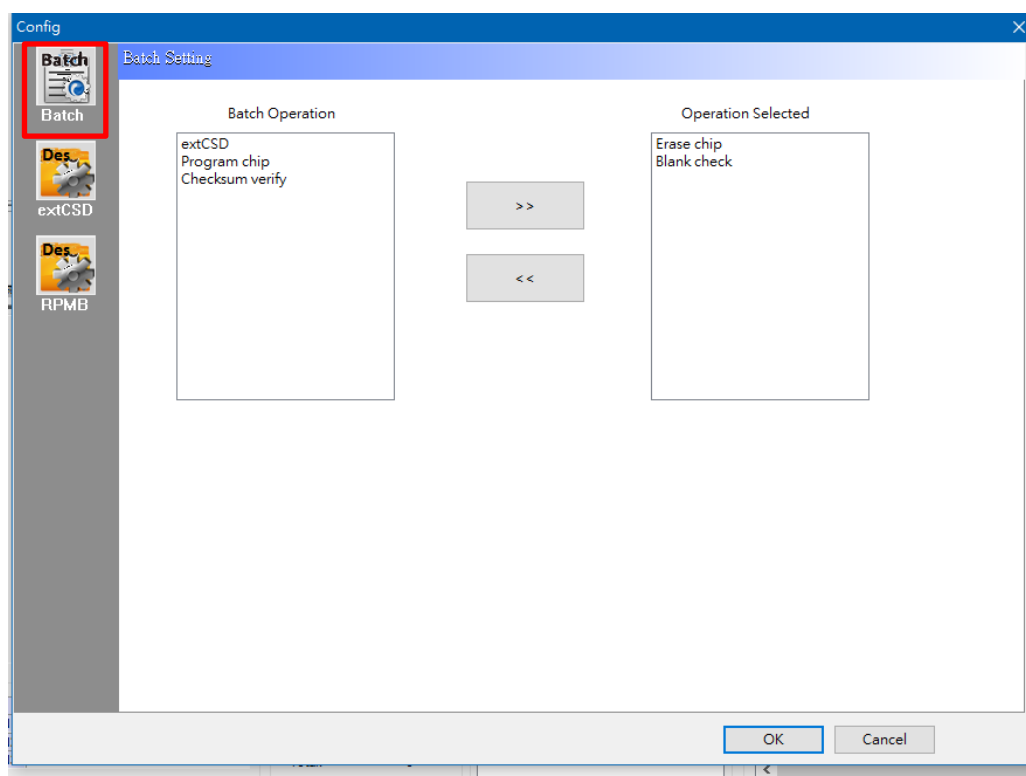 Config
Batch
Batch
Batch Setting
Des
extCSD
Des
RPMB
Batch Operation
extCSD
Program chip
Checksum verify
>>
<<
Operation Selected
Erase chip
Blank check
OK
Cancel